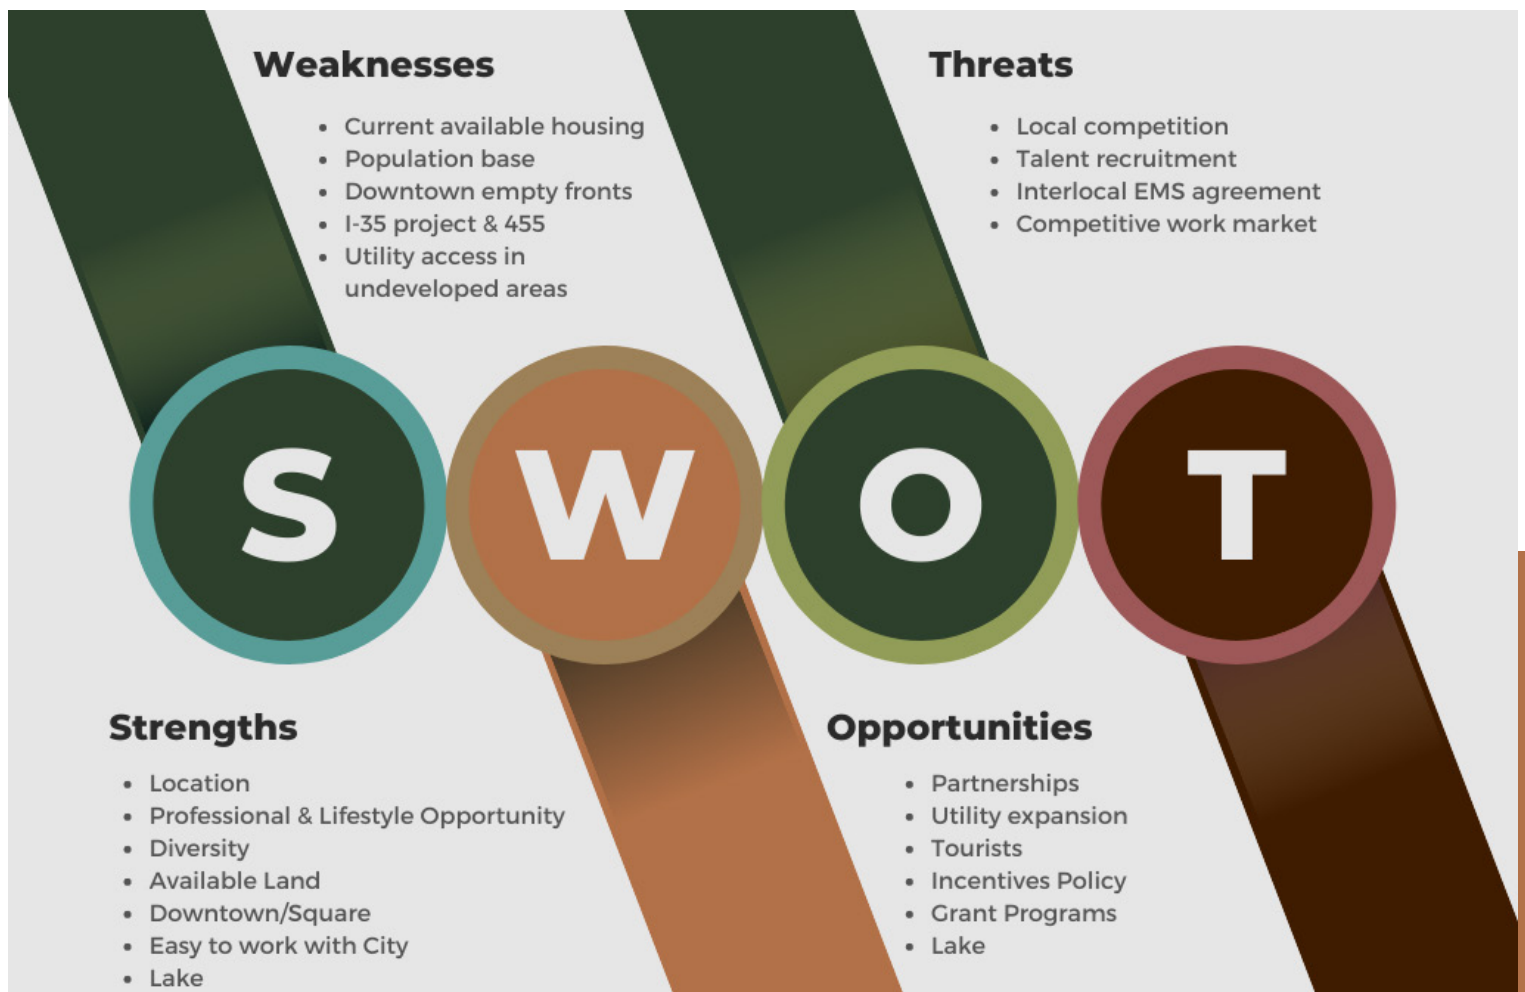 Weaknesses
• Current available housing
• Population base
• Downtown empty fronts
• I-35 project & 455
• Utility access in
undeveloped areas
Threats
• Local competition
• Talent recruitment
• Interlocal EMS agreement
• Competitive work market
S W O T
Strengths
• Location
• Professional & Lifestyle Opportunity
• Diversity
• Available Land
• Downtown/Square
• Easy to work with City
• Lake
Opportunities
• Partnerships
• Utility expansion
• Tourists
• Incentives Policy
• Grant Programs
• Lake